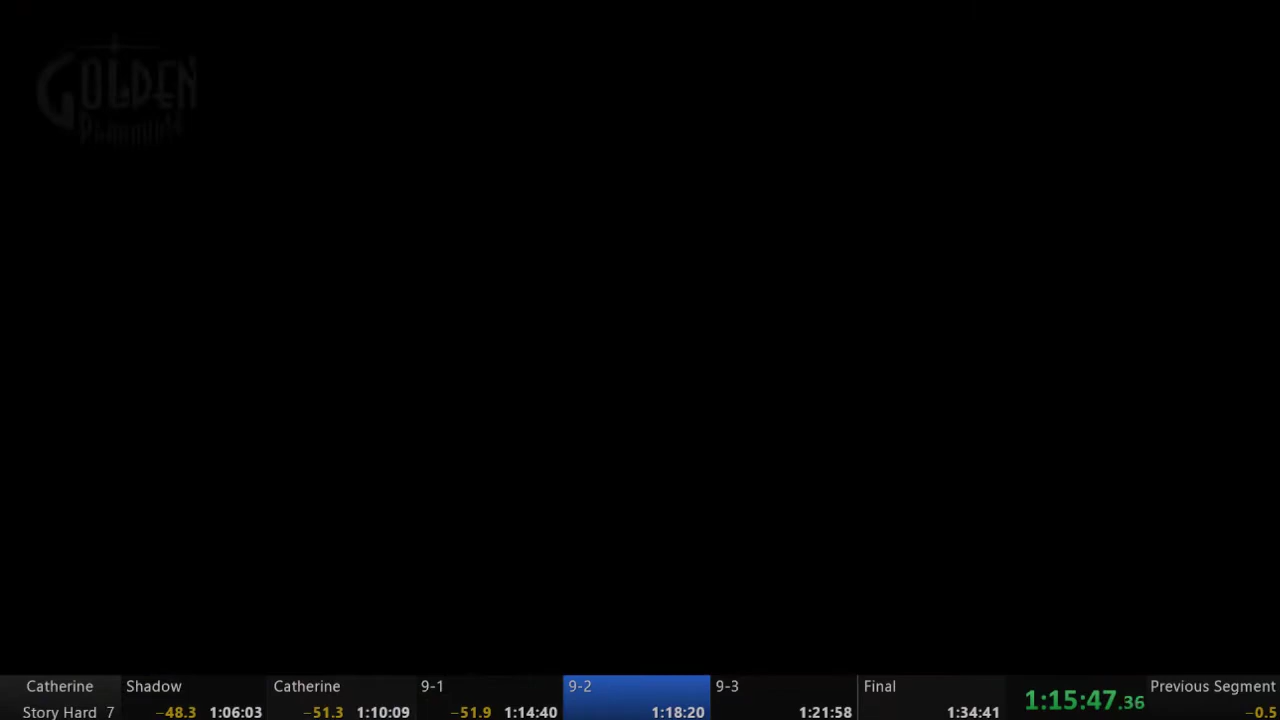 GOLDEN
Catherine
Story Hard 7
Shadow
−48.3 1:06:03
Catherine
−51.3 1:10:09
9-1
−51.9 1:14:40
9-2
1:18:20
9-3
1:21:58
Final
1:34:41
1:15:47.36
Previous Segment
−0.5